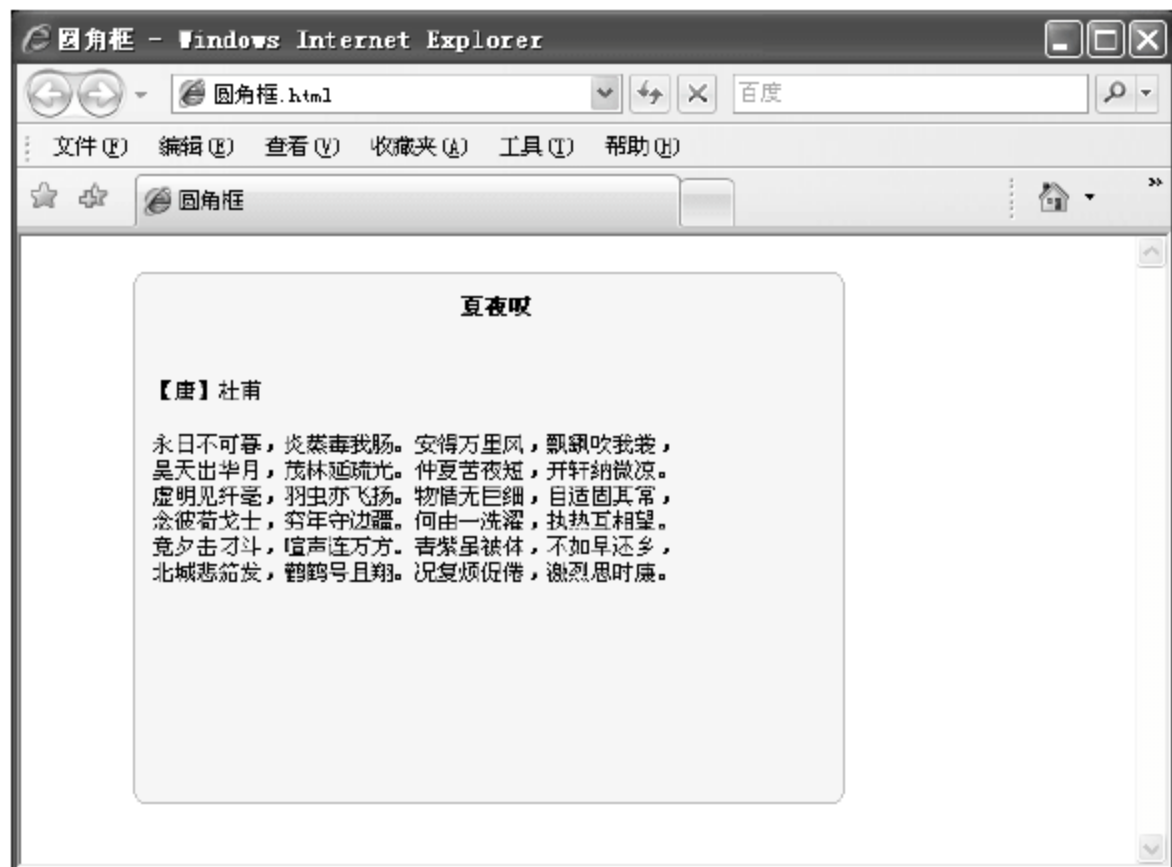 圆角框 - Windows Internet Explorer
圆角框.html 百度
文件(F) 编辑(E) 查看(V) 收藏夹(A) 工具(T) 帮助(H)
圆角框
夏夜叹
【唐】杜甫
永日不可暮，炎蒸毒我肠。安得万里风，飘飖吹我裳，
昊天出华月，茂林延疏光。仲夏苦夜短，开轩纳微凉。
虚明见纤毫，羽虫亦飞扬。物情无巨细，自适固其常，
念彼荷戈士，穷年守边疆。何由一洗濯，执热互相望。
竟夕击刁斗，喧声连万方。青紫虽被体，不如早还乡，
北城悲笳发，鹳鹤号且翔。况复烦促倦，激烈思时康。